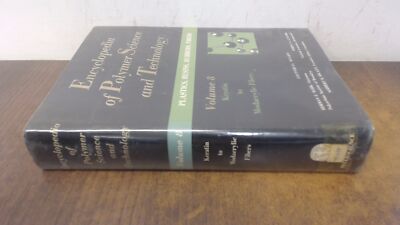 Encyclopedia
of Polymer Science
and Technology
PLASTICS, RESINS, RUBBERS, FIBERS
Volume 8
Keratin
to
Modacrylic Fibers
Encyclopedia
of
Polymer
Science
and
Technology
Volume 8
Keratin
to
Modacrylic
Fibers